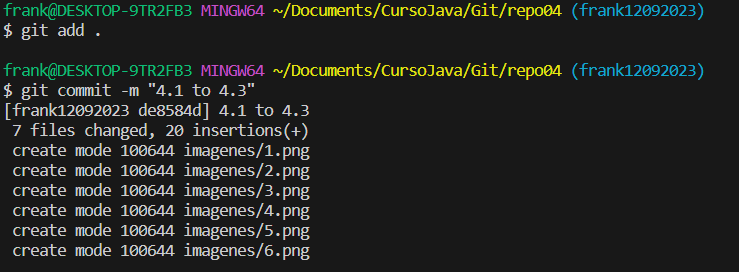 frank@DESKTOP-9TR2FB3 MINGW64 ~/Documents/CursoJava/Git/repo04 (frank12092023)
$ git add .
frank@DESKTOP-9TR2FB3 MINGW64 ~/Documents/CursoJava/Git/repo04 (frank12092023)
$ git commit -m "4.1 to 4.3"
[frank12092023 de8584d] 4.1 to 4.3
 7 files changed, 20 insertions(+)
 create mode 100644 imagenes/1.png
 create mode 100644 imagenes/2.png
 create mode 100644 imagenes/3.png
 create mode 100644 imagenes/4.png
 create mode 100644 imagenes/5.png
 create mode 100644 imagenes/6.png